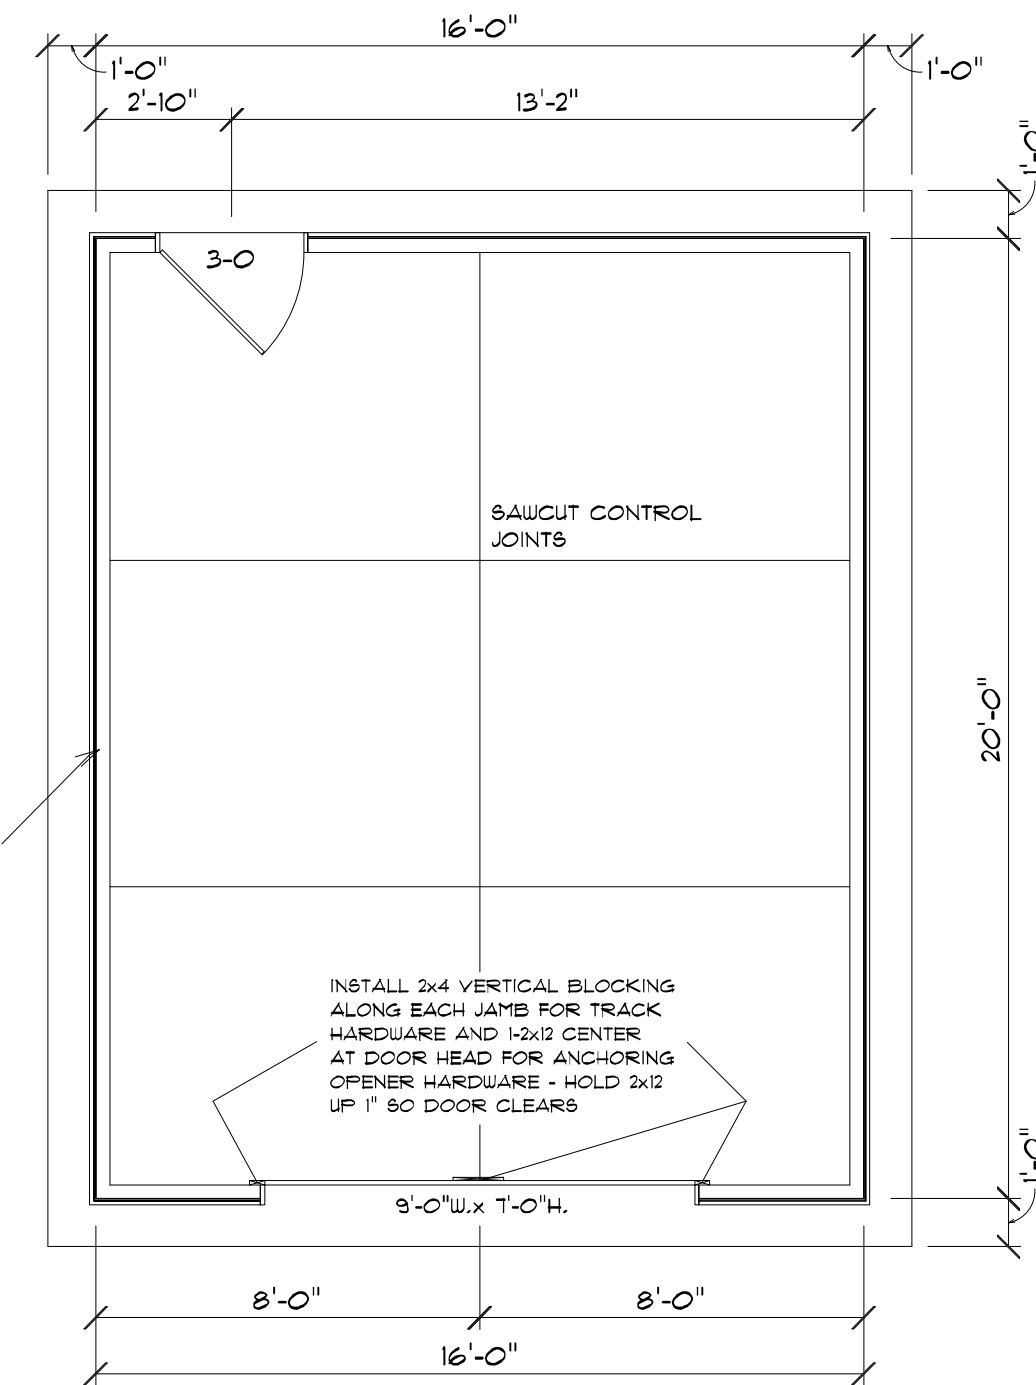 16'-0"
1'-0"
1'-0"
2'-10"
13'-2"
1'-0"
3-0
SAWCUT CONTROL
JOINTS
20'-0"
INSTALL 2x4 VERTICAL BLOCKING
ALONG EACH JAMB FOR TRACK
HARDWARE AND 1-2x12 CENTER
AT DOOR HEAD FOR ANCHORING
OPENER HARDWARE - HOLD 2x12
UP 1" SO DOOR CLEARS
1'-0"
9'-0"W.x 7'-0"H.
8'-0"
8'-0"
16'-0"